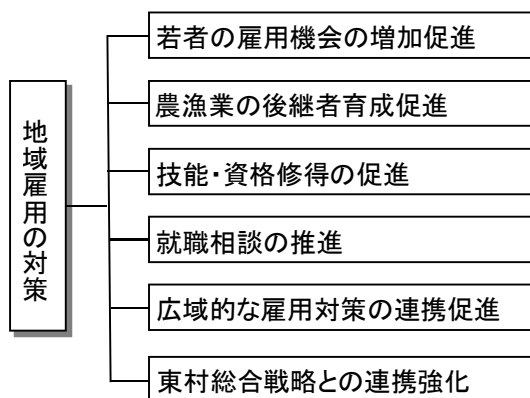 地域雇用の対策
若者の雇用機会の増加促進
農漁業の後継者育成促進
技能・資格修得の促進
就職相談の推進
広域的な雇用対策の連携促進
東村総合戦略との連携強化